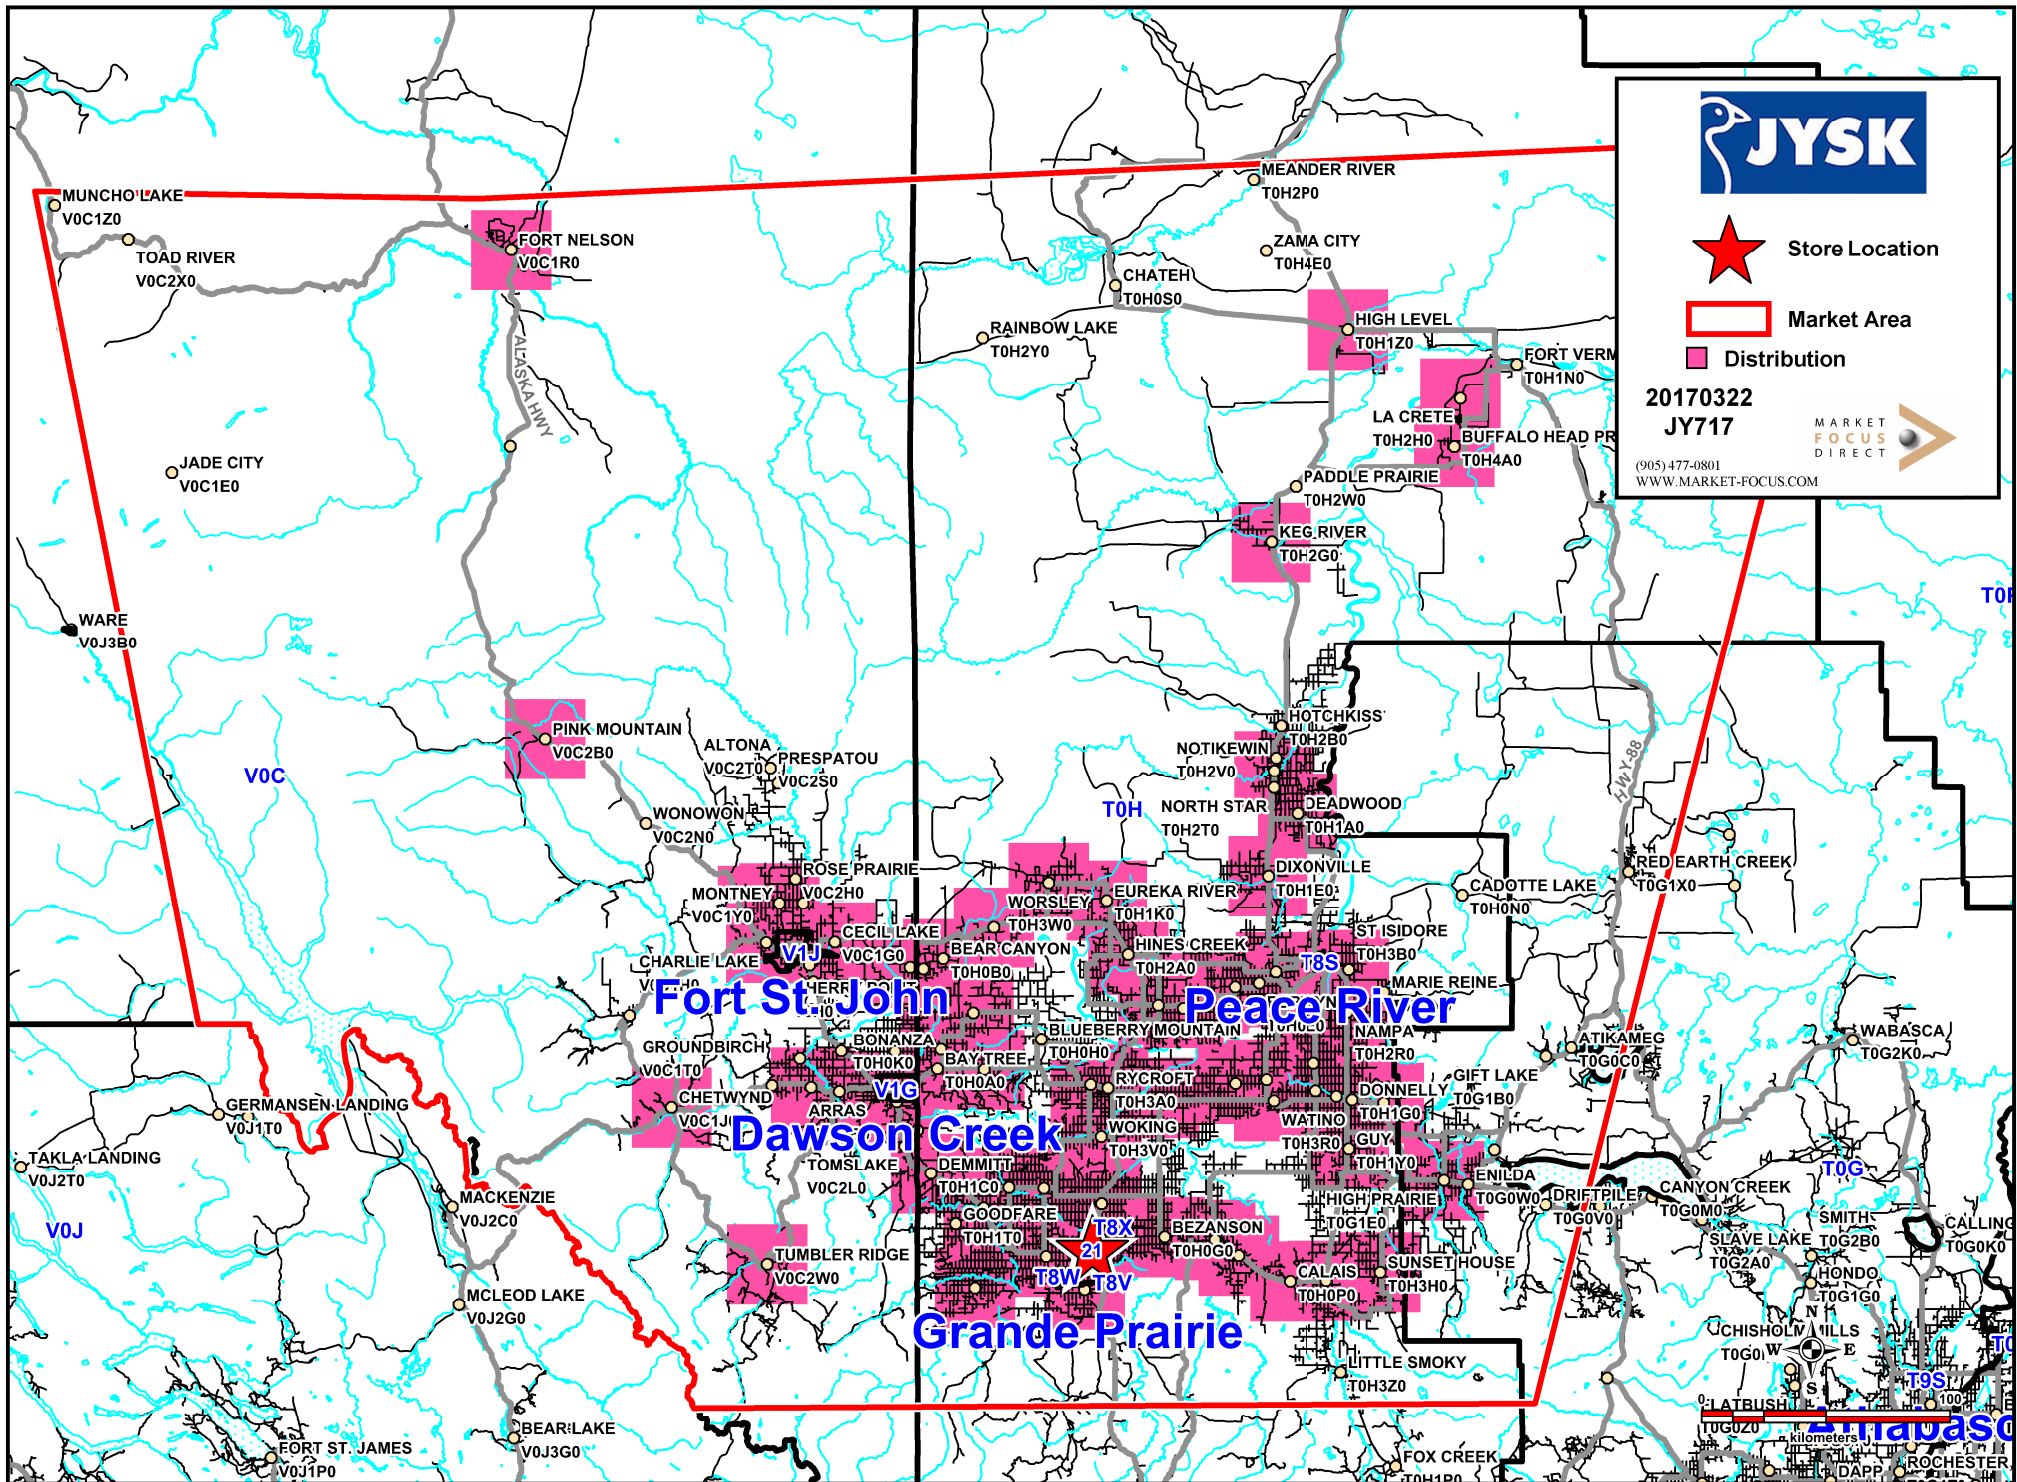 MUNCHO LAKE
V0C1Z0
TOAD RIVER
V0C2X0
FORT NELSON
V0C1R0
ALASKA HWY
JADE CITY
V0C1E0
WARE
V0J3B0
V0C
PINK MOUNTAIN
V0C2B0
ALTONA
V0C2T0
PRESPATOU
V0C2S0
WONOWON
V0C2N0
ROSE PRAIRIE
V0C2H0
MONTNEY
V0C1Y0
CECIL LAKE
V0C1G0
CHARLIE LAKE
V1J
Fort St. John
GROUNDBIRCH
V0C1T0
CHETWYND
V0C1J0
BONANZA
T0H0K0
V1G
ARRAS
Dawson Creek
TOMSLAKE
V0C2L0
TUMBLER RIDGE
V0C2W0
GERMANSEN LANDING
V0J1T0
TAKLA LANDING
V0J2T0
V0J
MACKENZIE
V0J2C0
MCLEOD LAKE
V0J2G0
BEAR LAKE
V0J3G0
FORT ST. JAMES
V0J1P0
MEANDER RIVER
T0H2P0
ZAMA CITY
T0H4E0
CHATEH
T0H0S0
RAINBOW LAKE
T0H2Y0
HIGH LEVEL
T0H1Z0
FORT VERM
T0H1N0
LA CRETE
T0H2H0
BUFFALO HEAD PR
T0H4A0
PADDLE PRAIRIE
T0H2W0
KEG RIVER
T0H2G0
HOTCHKISS
T0H2B0
NOTIKEWIN
T0H2V0
NORTH STAR
T0H2T0
DEADWOOD
T0H1A0
T0H
DIXONVILLE
T0H1E0
EUREKA RIVER
T0H1K0
WORSLEY
T0H3W0
BEAR CANYON
T0H0B0
HINES CREEK
T0H2A0
ST ISIDORE
T0H3B0
T8S
MARIE REINE
Peace River
NAMPA
T0H2R0
BLUEBERRY MOUNTAIN
T0H0H0
BAY TREE
T0H0A0
RYCROFT
T0H3A0
DONNELLY
T0H1G0
WATINO
T0H3R0
WOKING
T0H3V0
GUY
T0H1Y0
DEMMITT
T0H1C0
GOODFARE
T0H1T0
T8X
21
T8W
T8V
BEZANSON
T0H0G0
Grande Prairie
CALAIS
T0H0P0
SUNSET HOUSE
T0H3H0
HIGH PRAIRIE
T0G1E0
ENILDA
T0G0W0
DRIFTPILE
T0G0V0
CANYON CREEK
T0G0M0
LITTLE SMOKY
T0H3Z0
FOX CREEK
T0H1P0
CADOTTE LAKE
T0H0N0
RED EARTH CREEK
T0G1X0
HWY-88
ATIKAMEG
T0G0C0
GIFT LAKE
T0G1B0
WABASCA
T0G2K0
T0G
SMITH
T0G2B0
SLAVE LAKE
T0G2A0
CALLING
T0G0K0
HONDO
T0G1G0
CHISHOLM MILLS
T9S
T0G0Z0
DAPP
ROCHESTER
N
W
E
S
0
100
kilometers
JYSK
Store Location
Market Area
Distribution
20170322
JY717
MARKET
FOCUS
DIRECT
(905) 477-0801
WWW.MARKET-FOCUS.COM